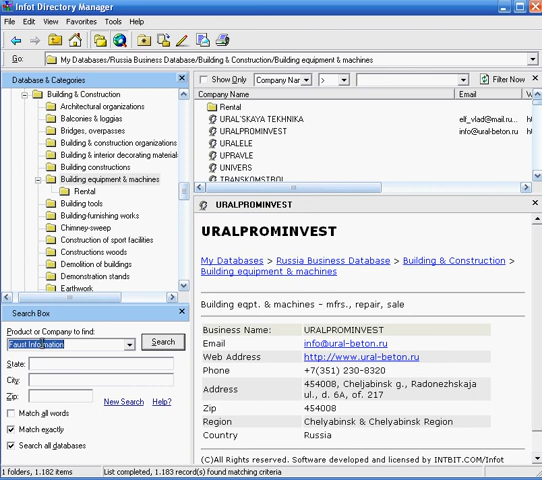 Infot Directory Manager
File Edit View Favorites Tools Help
Go: My Databases/Russia Business Database/Building & Construction/Building equipment & machines
Database & Categories
Building & Construction
Architectural organizations
Balconies & loggias
Bridges, overpasses
Building & construction organizations
Building & interior decorating materials
Building constructions
Building equipment & machines
Rental
Building tools
Building-furnishing works
Chimney-sweep
Construction of sport facilities
Constructions woods
Demolition of buildings
Demonstration stands
Earthwork
Search Box
Product or Company to find:
Faust Information
Search
State:
City:
Zip:
New Search Help?
Match all words
Match exactly
Search all databases
Show Only Company Nar > Filter Now
Company Name Email W
Rental
URAL'SKAYA TEKHNIKA elf_vlad@mail.ru... htt
URALPROMINVEST info@ural-beton.ru htt
URALELE
UPRAVLE
UNIVERS
TRANSKOMSTROL
URALPROMINVEST
URALPROMINVEST
My Databases > Russia Business Database > Building & Construction >
Building equipment & machines
Building eqpt. & machines - mfrs., repair, sale
Business Name: URALPROMINVEST
Email info@ural-beton.ru
Web Address http://www.ural-beton.ru
Phone +7(351) 230-8320
Address 454008, Cheljabinsk g., Radonezhskaja
ul., d. 6A, of. 217
Zip 454008
Region Chelyabinsk & Chelyabinsk Region
Country Russia
(C)All Rights reserved. Software developed and licensed by INTBIT.COM/Infot
1 folders, 1.182 items List completed, 1.183 record(s) found matching criteria